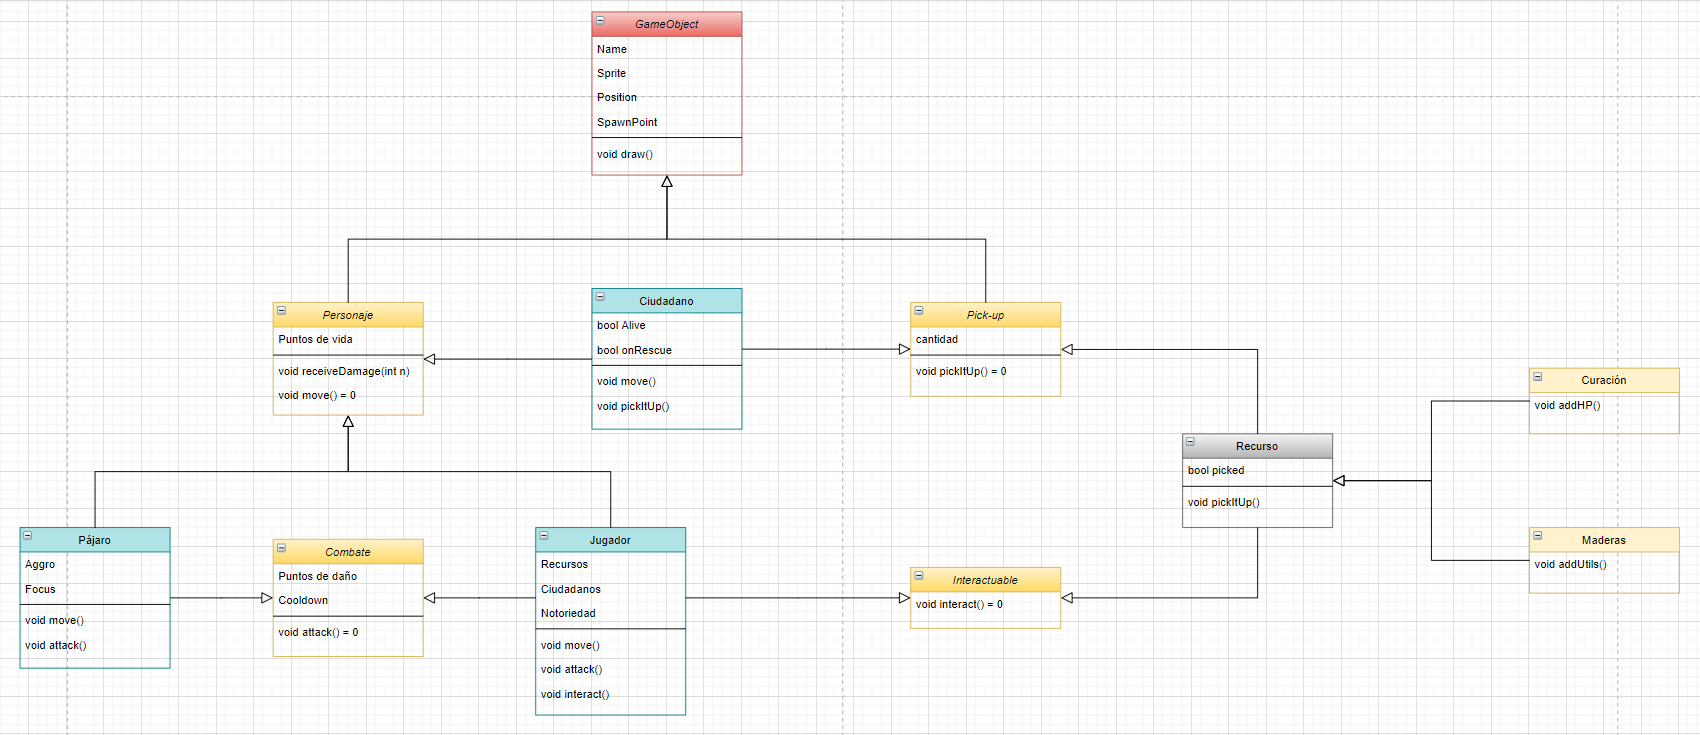 GameObject
Name
Sprite
Position
SpawnPoint
void draw()
Personaje
Puntos de vida
void receiveDamage(int n)
void move() = 0
Ciudadano
bool Alive
bool onRescue
void move()
void pickItUp()
Pick-up
cantidad
void pickItUp() = 0
Curación
void addHP()
Recurso
bool picked
void pickItUp()
Pájaro
Aggro
Focus
void move()
void attack()
Combate
Puntos de daño
Cooldown
void attack() = 0
Jugador
Recursos
Ciudadanos
Notoriedad
void move()
void attack()
void interact()
Interactuable
void interact() = 0
Maderas
void addUtils()